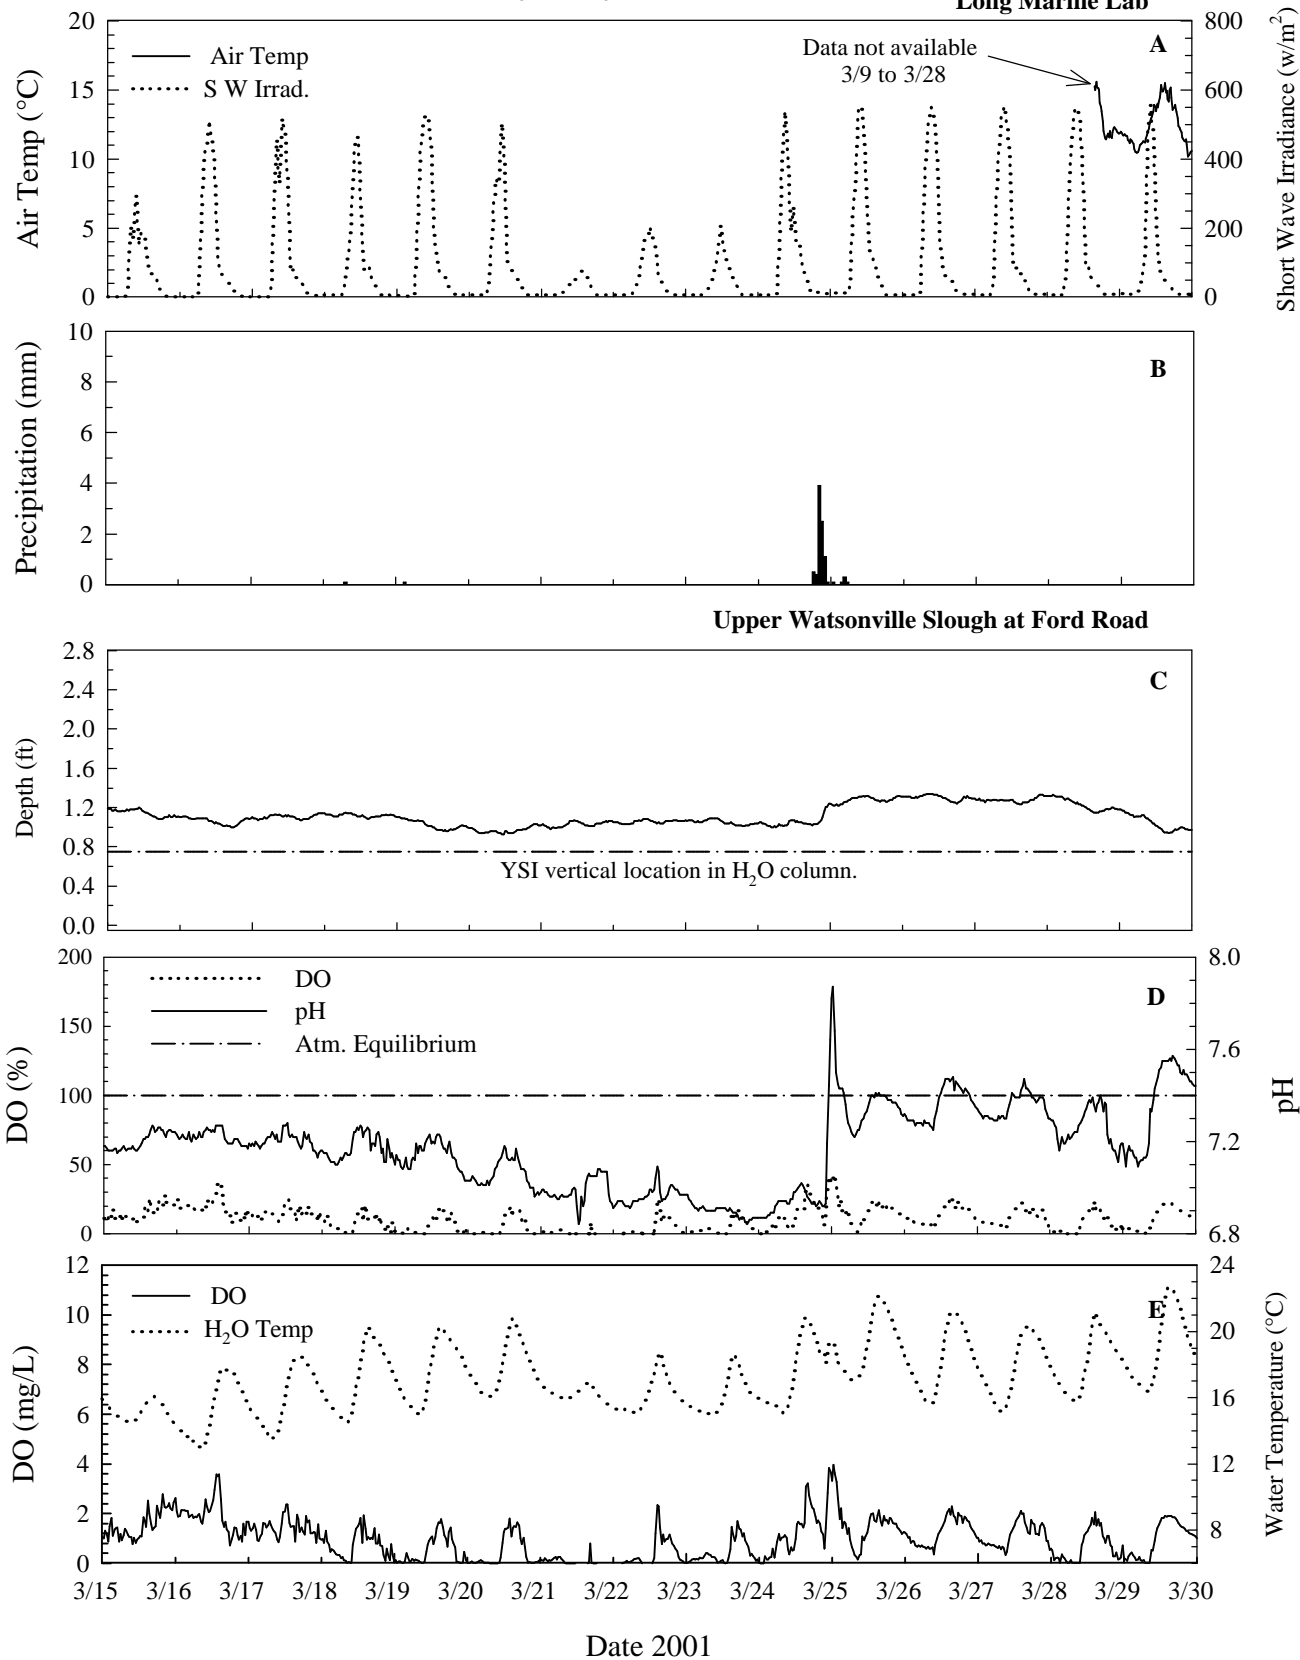 Long Marine Lab
20
15
10
5
0
Air Temp (°C)
Air Temp
S W Irrad.
Data not available
3/9 to 3/28
A
800
600
400
200
0
Short Wave Irradiance (w/m²)
10
8
6
4
2
0
Precipitation (mm)
B
Upper Watsonville Slough at Ford Road
2.8
2.4
2.0
1.6
1.2
0.8
0.4
0.0
Depth (ft)
C
YSI vertical location in H₂O column.
200
150
100
50
0
DO (%)
DO
pH
Atm. Equilibrium
D
8.0
7.6
7.2
6.8
pH
12
10
8
6
4
2
0
DO (mg/L)
DO
H₂O Temp
E
24
20
16
12
8
Water Temperature (°C)
3/15 3/16 3/17 3/18 3/19 3/20 3/21 3/22 3/23 3/24 3/25 3/26 3/27 3/28 3/29 3/30
Date 2001